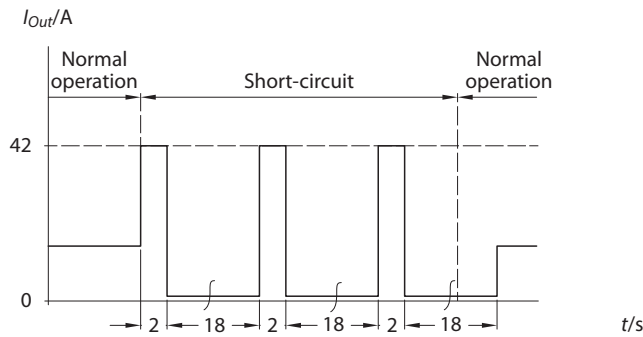 I_Out/A
Normal operation
Short-circuit
Normal operation
42
0
2 18 2 18 2 18
t/s